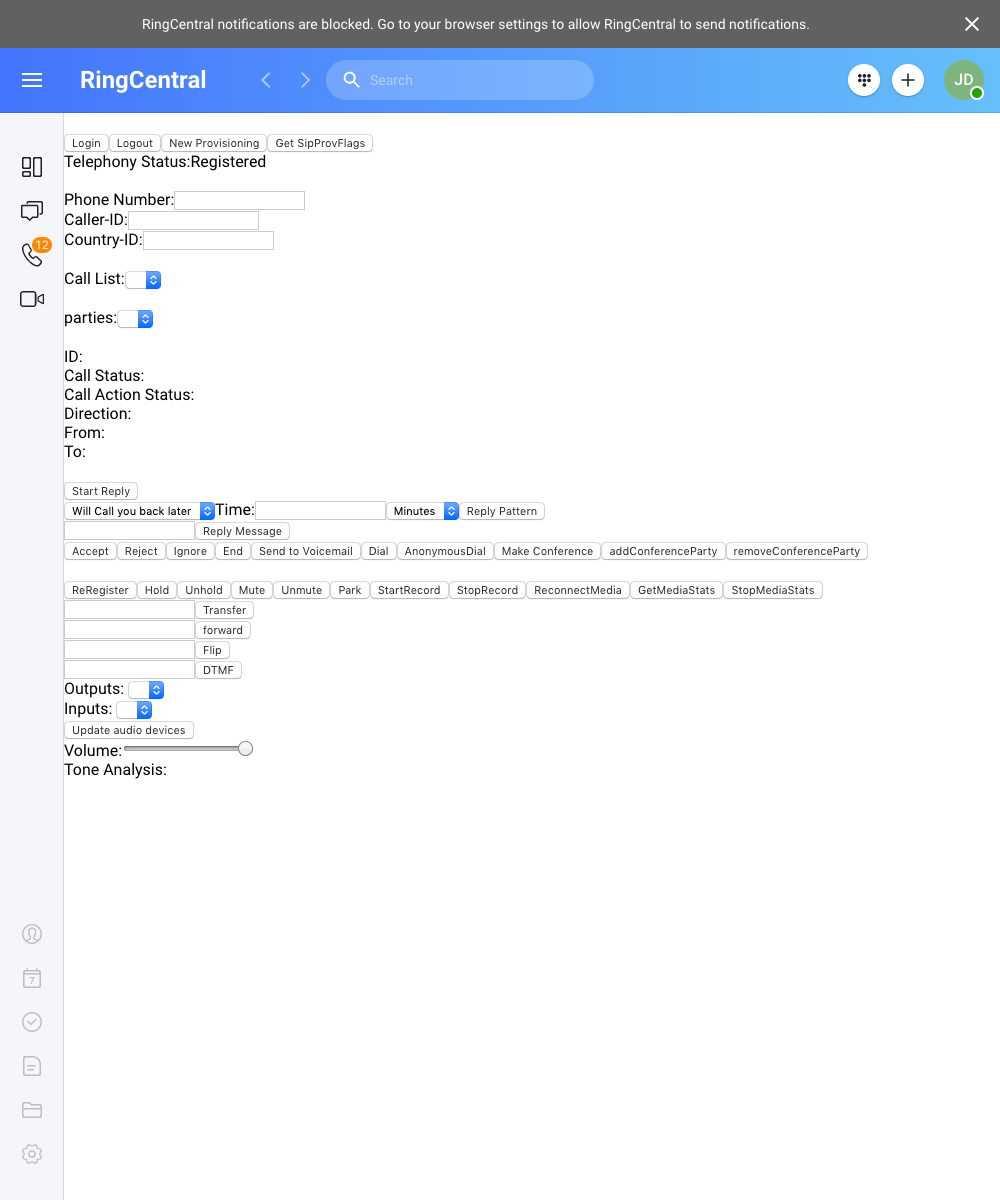 RingCentral notifications are blocked. Go to your browser settings to allow RingCentral to send notifications.
RingCentral Search JD
Login Logout New Provisioning Get SipProvFlags
Telephony Status:Registered
Phone Number:
Caller-ID:
Country-ID:
12
Call List:
parties:
ID:
Call Status:
Call Action Status:
Direction:
From:
To:
Start Reply
Will Call you back later Time: Minutes Reply Pattern
Reply Message
Accept Reject Ignore End Send to Voicemail Dial AnonymousDial Make Conference addConferenceParty removeConferenceParty
ReRegister Hold Unhold Mute Unmute Park StartRecord StopRecord ReconnectMedia GetMediaStats StopMediaStats
Transfer
forward
Flip
DTMF
Outputs:
Inputs:
Update audio devices
Volume:
Tone Analysis:
7